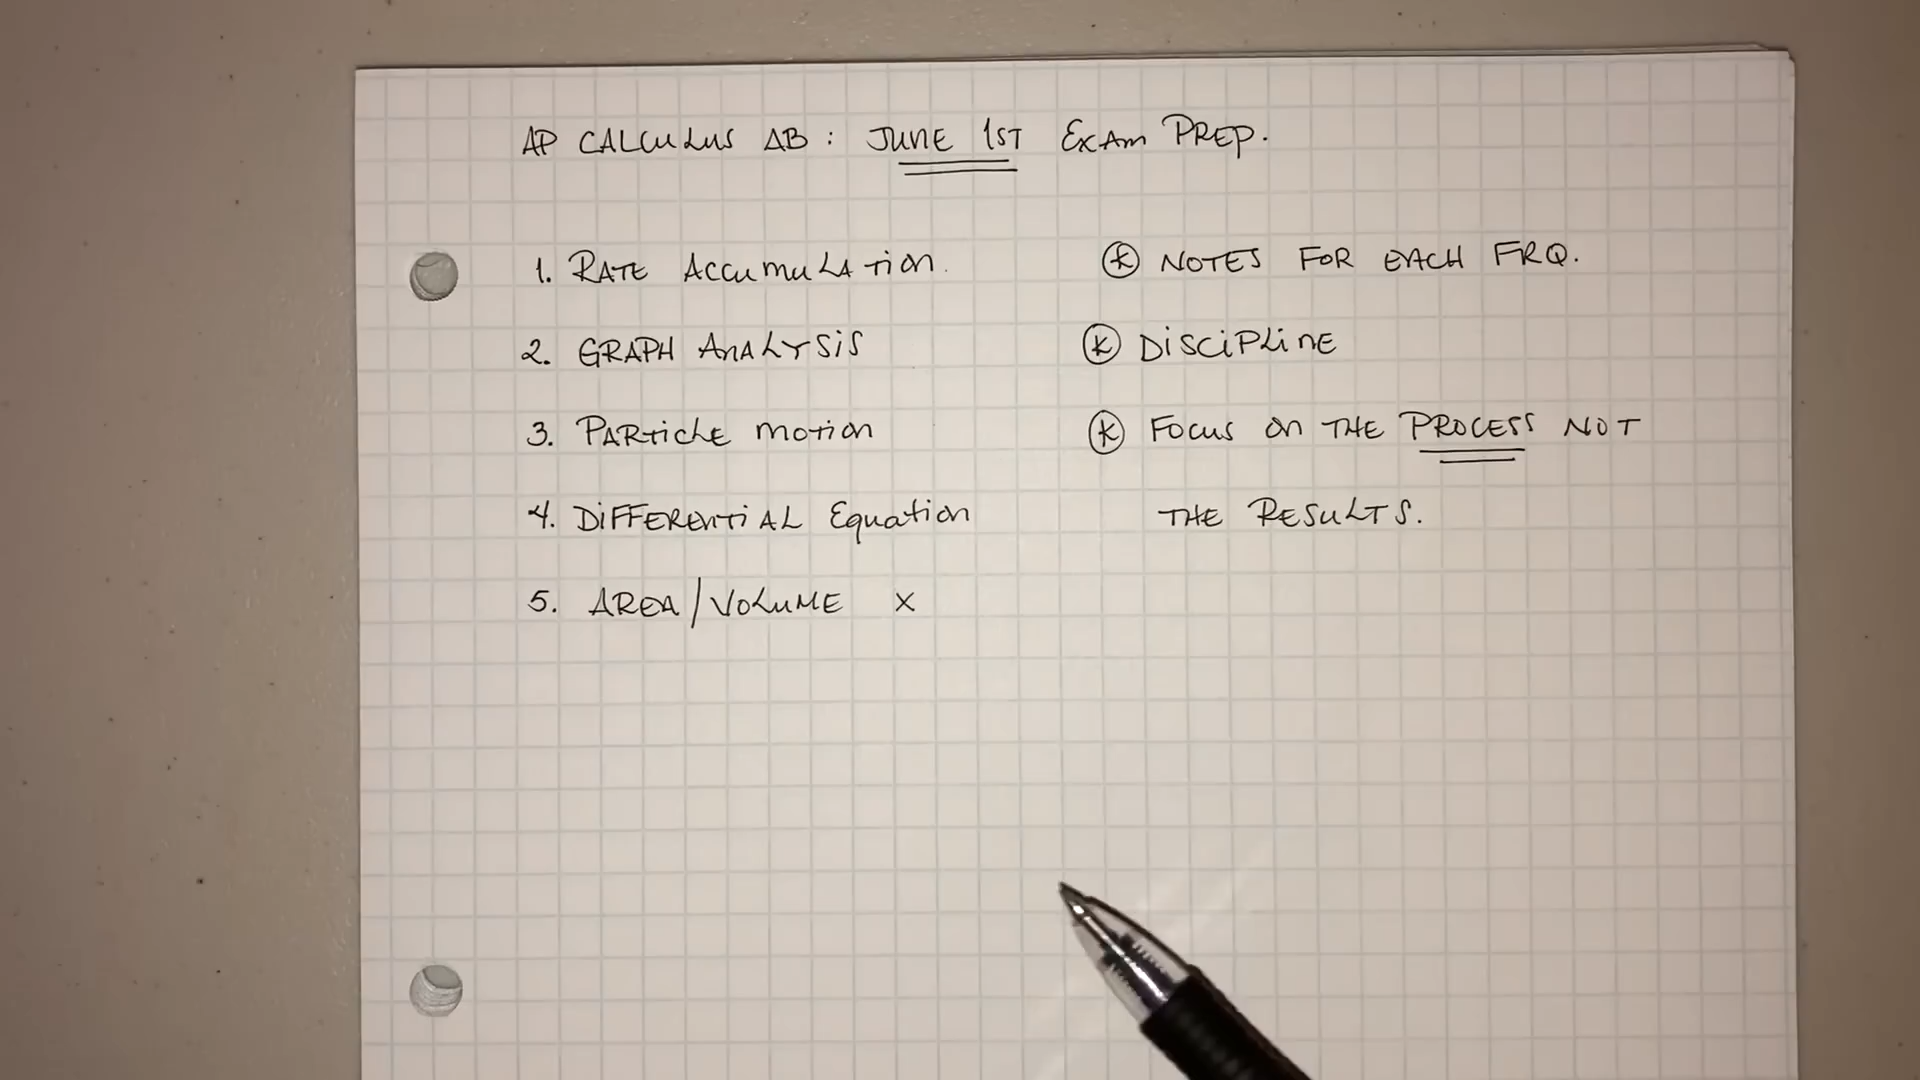 AP CALCULUS AB: JUNE 1ST EXAM PREP.
1. RATE ACCUMULATION.
2. GRAPH ANALYSIS
3. PARTICLE MOTION
4. DIFFERENTIAL Equation
5. AREA/VOLUME X
* NOTES FOR EACH FRQ.
* DISCIPLINE
* FOCUS ON THE PROCESS NOT
THE RESULTS.